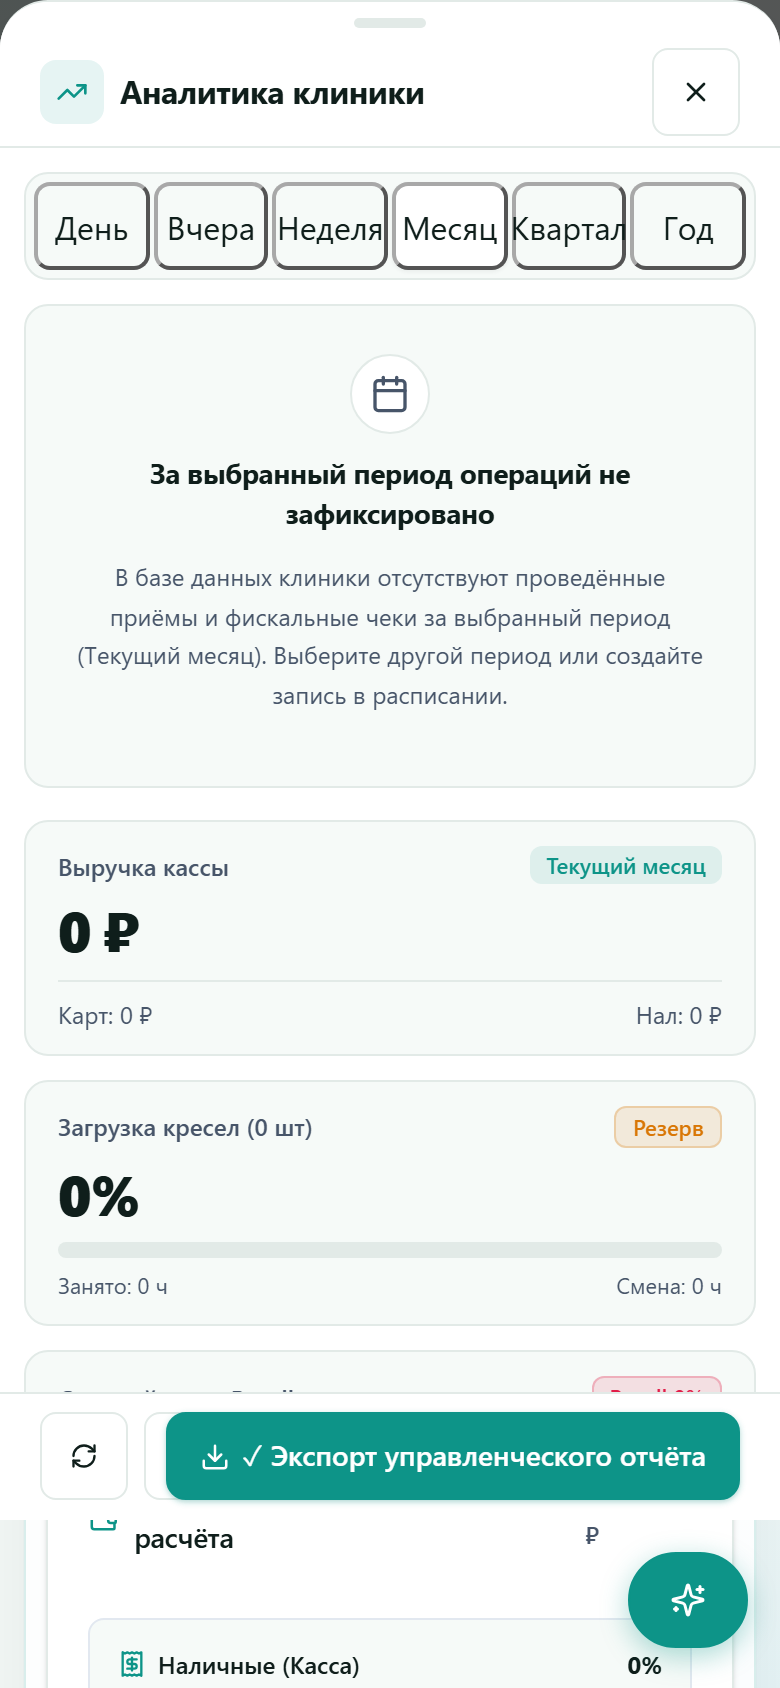 Аналитика клиники
День Вчера Неделя Месяц Квартал Год
За выбранный период операций не
зафиксировано
В базе данных клиники отсутствуют проведённые
приёмы и фискальные чеки за выбранный период
(Текущий месяц). Выберите другой период или создайте
запись в расписании.
Выручка кассы Текущий месяц
0 ₽
Карт: 0 ₽ Нал: 0 ₽
Загрузка кресел (0 шт) Резерв
0%
Занято: 0 ч Смена: 0 ч
✓ Экспорт управленческого отчёта
расчёта ₽
Наличные (Касса) 0%